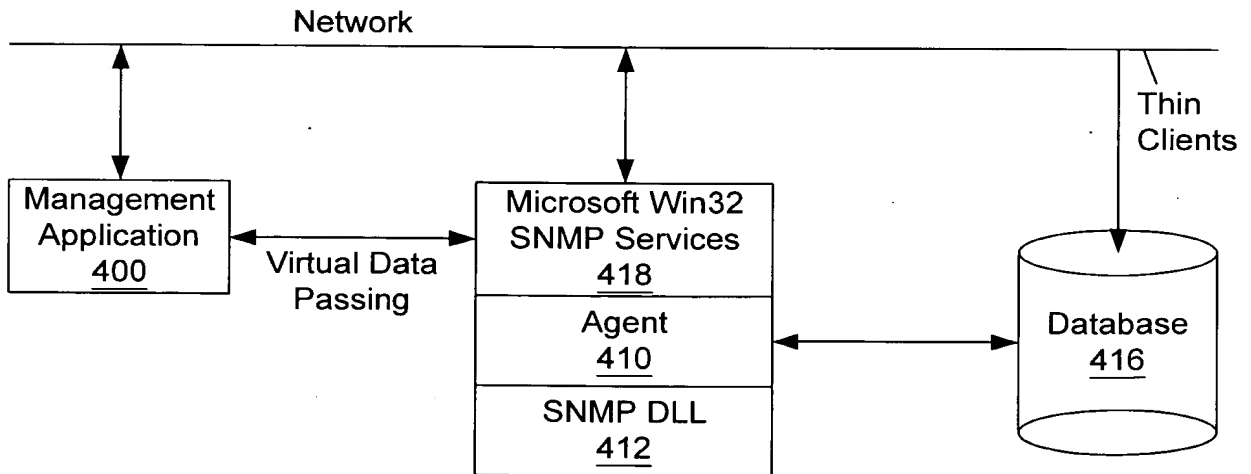 Network
Thin
Clients
Management
Application
400
Virtual Data
Passing
Microsoft Win32
SNMP Services
418
Agent
410
SNMP DLL
412
Database
416